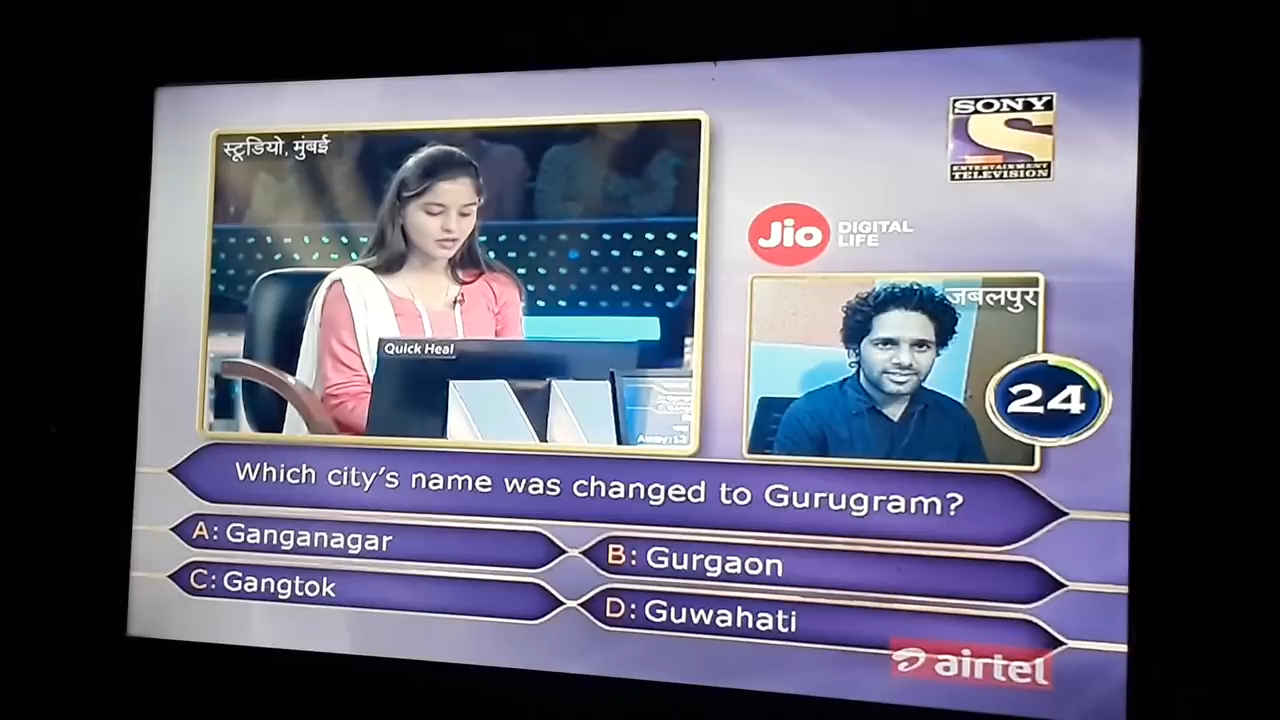 स्टूडियो, मुंबई
SONY
ENTERTAINMENT
TELEVISION
Jio
DIGITAL
LIFE
जबलपुर
Quick Heal
24
Which city's name was changed to Gurugram?
A: Ganganagar
B: Gurgaon
C: Gangtok
D: Guwahati
airtel